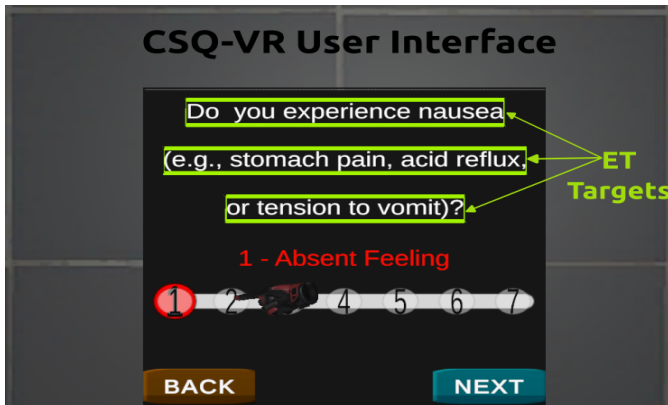 CSQ-VR User Interface
Do you experience nausea
(e.g., stomach pain, acid reflux,
or tension to vomit)?
ET
Targets
1 - Absent Feeling
1 2 4 5 6 7
BACK NEXT